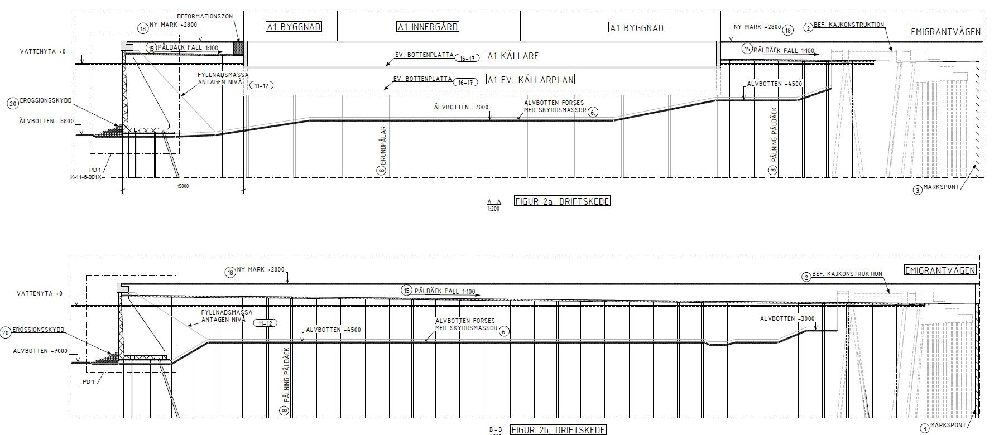 DEFORMATIONSZON
18 NY MARK +2800
A1 BYGGNAD
A1 INNERGÅRD
A1 BYGGNAD
NY MARK +2800 18
2 BEF. KAJKONSTRUKTION
EMIGRANTVÄGEN
VATTENYTA +0
15 PÅLDÄCK FALL 1:100
EV. BOTTENPLATTA 16-17
A1 KÄLLARE
15 PÅLDÄCK FALL 1:100
FYLLNADSMASSA
ANTAGEN NIVÅ 11-12
EV. BOTTENPLATTA 16-17
A1 EV. KÄLLARPLAN
ÄLVBOTTEN -4500
20 EROSSIONSSKYDD
ÄLVBOTTEN -7000
ÄLVBOTTEN FÖRSES
MED SKYDDSMASSOR 6.
ÄLVBOTTEN -8800
8 GRUNDPÅLAR
8 PÅLNING PÅLDÄCK
PD 1
K-11-6-001X
15000
3 MARKSPONT
A - A
1:200
FIGUR 2a, DRIFTSKEDE
18 NY MARK +2800
2 BEF. KAJKONSTRUKTION
EMIGRANTVÄGEN
VATTENYTA +0
15 PÅLDÄCK FALL 1:100
FYLLNADSMASSA
ANTAGEN NIVÅ 11-12
ÄLVBOTTEN FÖRSES
MED SKYDDSMASSOR 6.
ÄLVBOTTEN -3000
20 EROSSIONSSKYDD
ÄLVBOTTEN -4500
ÄLVBOTTEN -7000
8 PÅLNING PÅLDÄCK
PD 1
3 MARKSPONT
B - B
FIGUR 2b, DRIFTSKEDE